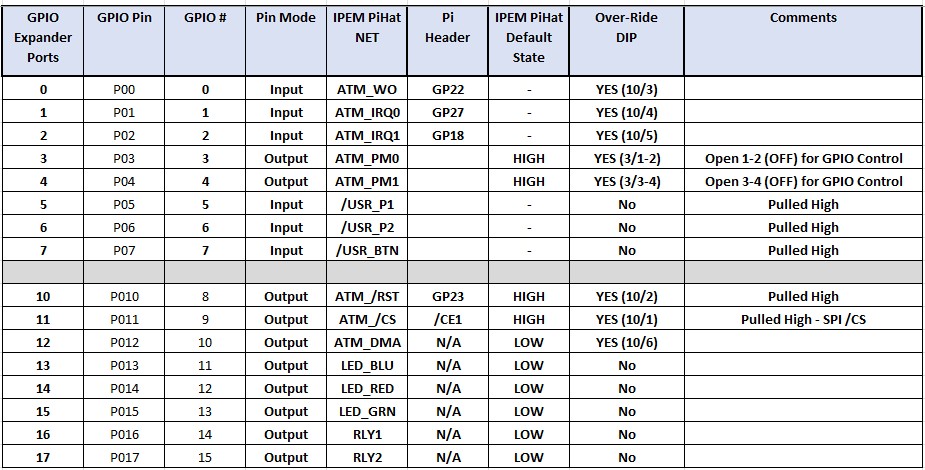 GPIO Expander Ports | GPIO Pin | GPIO # | Pin Mode | IPEM PiHat NET | Pi Header | IPEM PiHat Default State | Over-Ride DIP | Comments
0 | P00 | 0 | Input | ATM_WO | GP22 | - | YES (10/3) |
1 | P01 | 1 | Input | ATM_IRQ0 | GP27 | - | YES (10/4) |
2 | P02 | 2 | Input | ATM_IRQ1 | GP18 | - | YES (10/5) |
3 | P03 | 3 | Output | ATM_PM0 | | HIGH | YES (3/1-2) | Open 1-2 (OFF) for GPIO Control
4 | P04 | 4 | Output | ATM_PM1 | | HIGH | YES (3/3-4) | Open 3-4 (OFF) for GPIO Control
5 | P05 | 5 | Input | /USR_P1 | | - | No | Pulled High
6 | P06 | 6 | Input | /USR_P2 | | - | No | Pulled High
7 | P07 | 7 | Input | /USR_BTN | | - | No | Pulled High
10 | P010 | 8 | Output | ATM_/RST | GP23 | HIGH | YES (10/2) | Pulled High
11 | P011 | 9 | Output | ATM_/CS | /CE1 | HIGH | YES (10/1) | Pulled High - SPI /CS
12 | P012 | 10 | Output | ATM_DMA | N/A | LOW | YES (10/6) |
13 | P013 | 11 | Output | LED_BLU | N/A | LOW | No |
14 | P014 | 12 | Output | LED_RED | N/A | LOW | No |
15 | P015 | 13 | Output | LED_GRN | N/A | LOW | No |
16 | P016 | 14 | Output | RLY1 | N/A | LOW | No |
17 | P017 | 15 | Output | RLY2 | N/A | LOW | No |